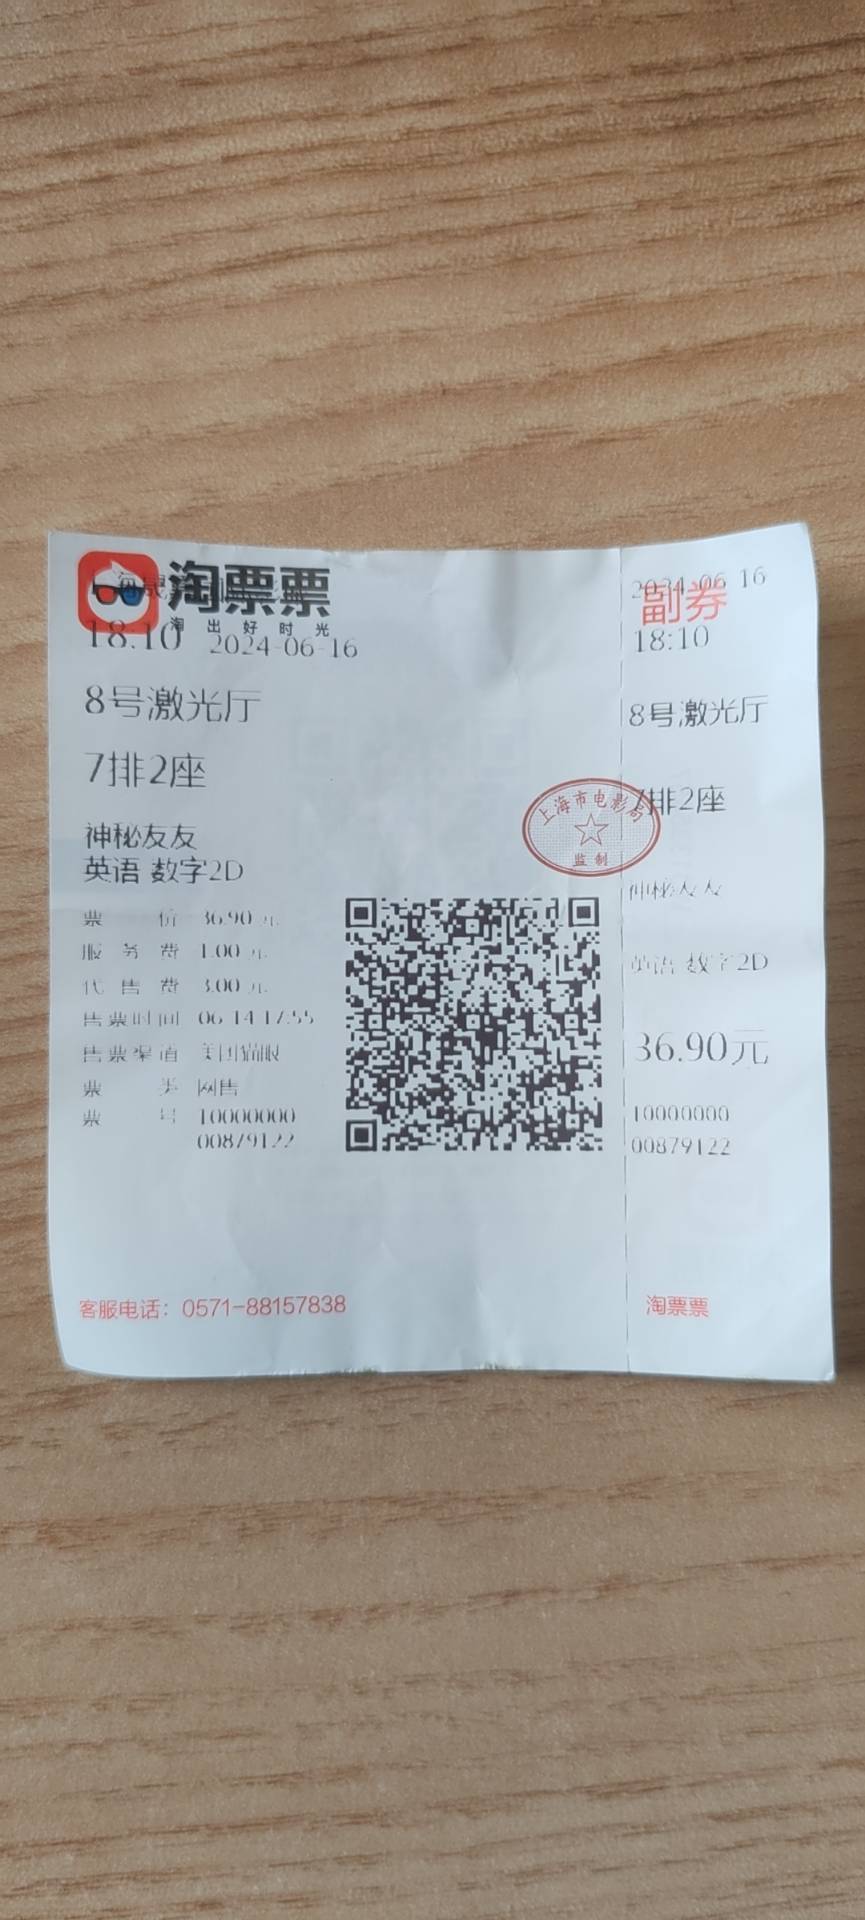 淘票票
淘出好时光
18:10 2024-06-16
8号激光厅
7排2座
神秘友友
英语 数字2D
票 价 36.90 元
服 务 费 1.00 元
代 售 费 3.00 元
售票时间 06-14 17:55
售票渠道 美团猫眼
票 类 网售
票 号 10000000
00879122
客服电话：0571-88157838
上海市电影局
监制
副券
2024-06-16
18:10
8号激光厅
7排2座
神秘友友
英语 数字2D
36.90元
10000000
00879122
淘票票